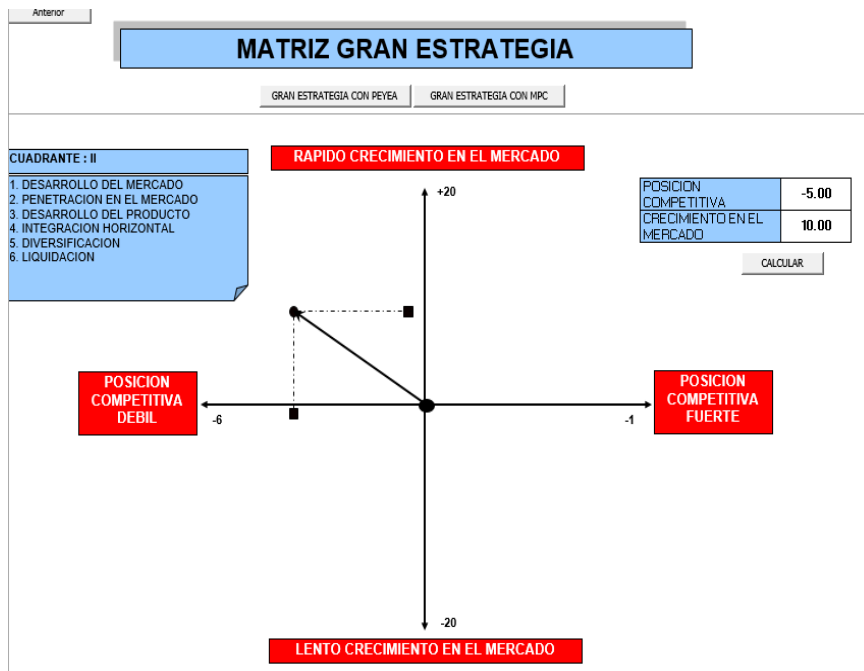 Anterior
MATRIZ GRAN ESTRATEGIA
GRAN ESTRATEGIA CON PEYEA
GRAN ESTRATEGIA CON MPC
CUADRANTE : II
1. DESARROLLO DEL MERCADO
2. PENETRACION EN EL MERCADO
3. DESARROLLO DEL PRODUCTO
4. INTEGRACION HORIZONTAL
5. DIVERSIFICACION
6. LIQUIDACION
RAPIDO CRECIMIENTO EN EL MERCADO
+20
POSICION
COMPETITIVA
-5.00
CRECIMIENTO EN EL
MERCADO
10.00
CALCULAR
POSICION
COMPETITIVA
DEBIL
-6
-1
POSICION
COMPETITIVA
FUERTE
-20
LENTO CRECIMIENTO EN EL MERCADO